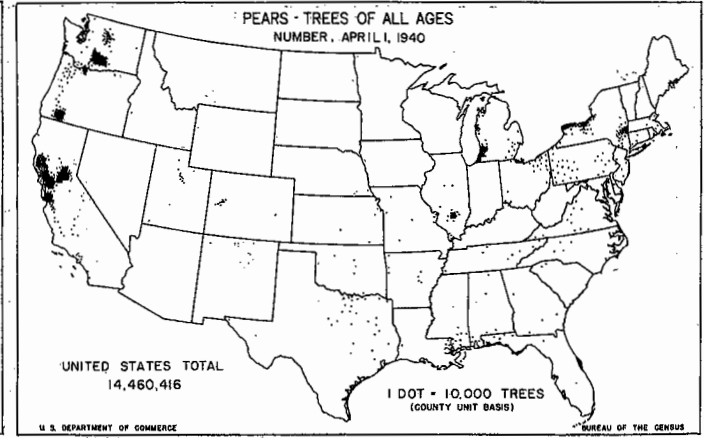 PEARS - TREES OF ALL AGES
NUMBER, APRIL 1, 1940
UNITED STATES TOTAL
14,460,416
1 DOT = 10,000 TREES
(COUNTY UNIT BASIS)
U S. DEPARTMENT OF COMMERCE
BUREAU OF THE CENSUS